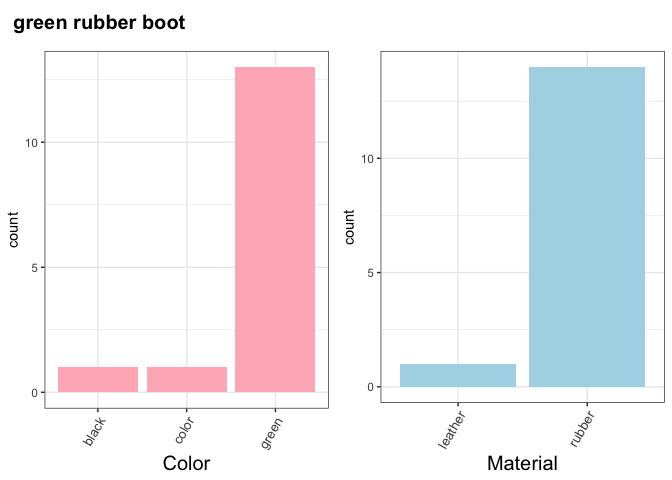 green rubber boot
count
10
5
0
black
color
green
Color
count
10
5
0
leather
rubber
Material